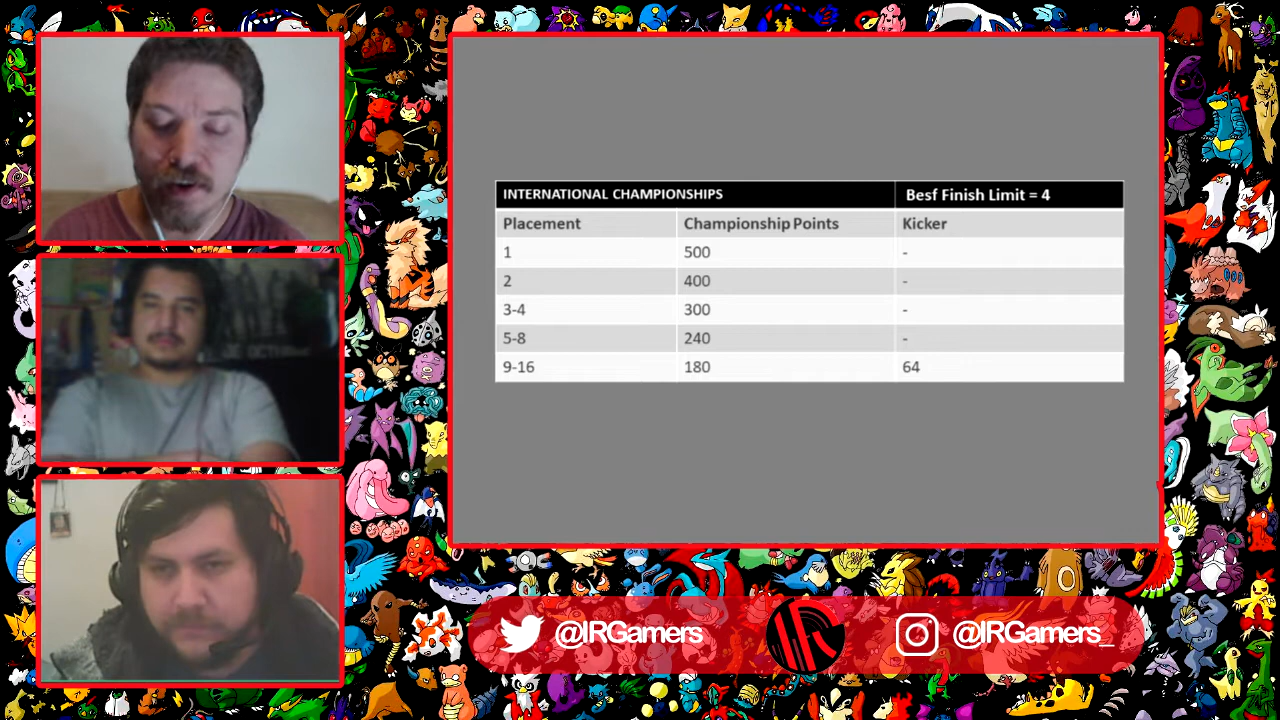 INTERNATIONAL CHAMPIONSHIPS Besf Finish Limit = 4
Placement Championship Points Kicker
1 500 -
2 400 -
3-4 300 -
5-8 240 -
9-16 180 64
@IRGamers @IRGamers_